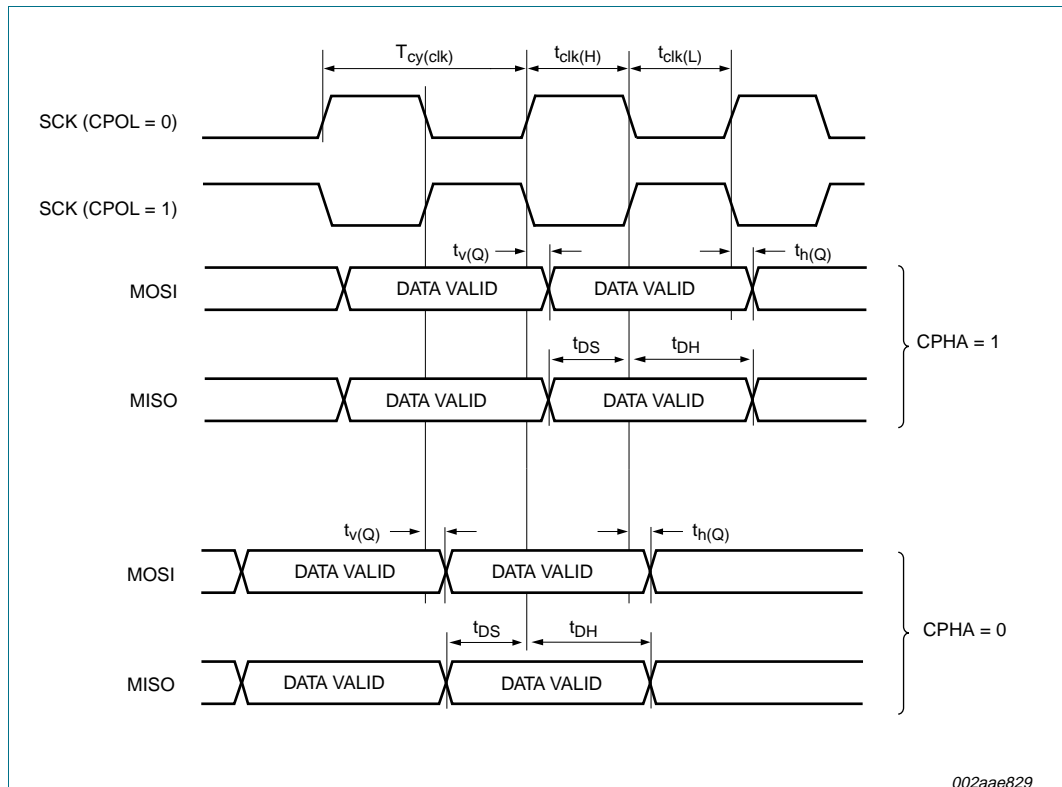 Tcy(clk) tclk(H) tclk(L)
SCK (CPOL = 0)
SCK (CPOL = 1)
tv(Q) th(Q)
MOSI DATA VALID DATA VALID
CPHA = 1
tDS tDH
MISO DATA VALID DATA VALID
tv(Q) th(Q)
MOSI DATA VALID DATA VALID
CPHA = 0
tDS tDH
MISO DATA VALID DATA VALID
002aae829